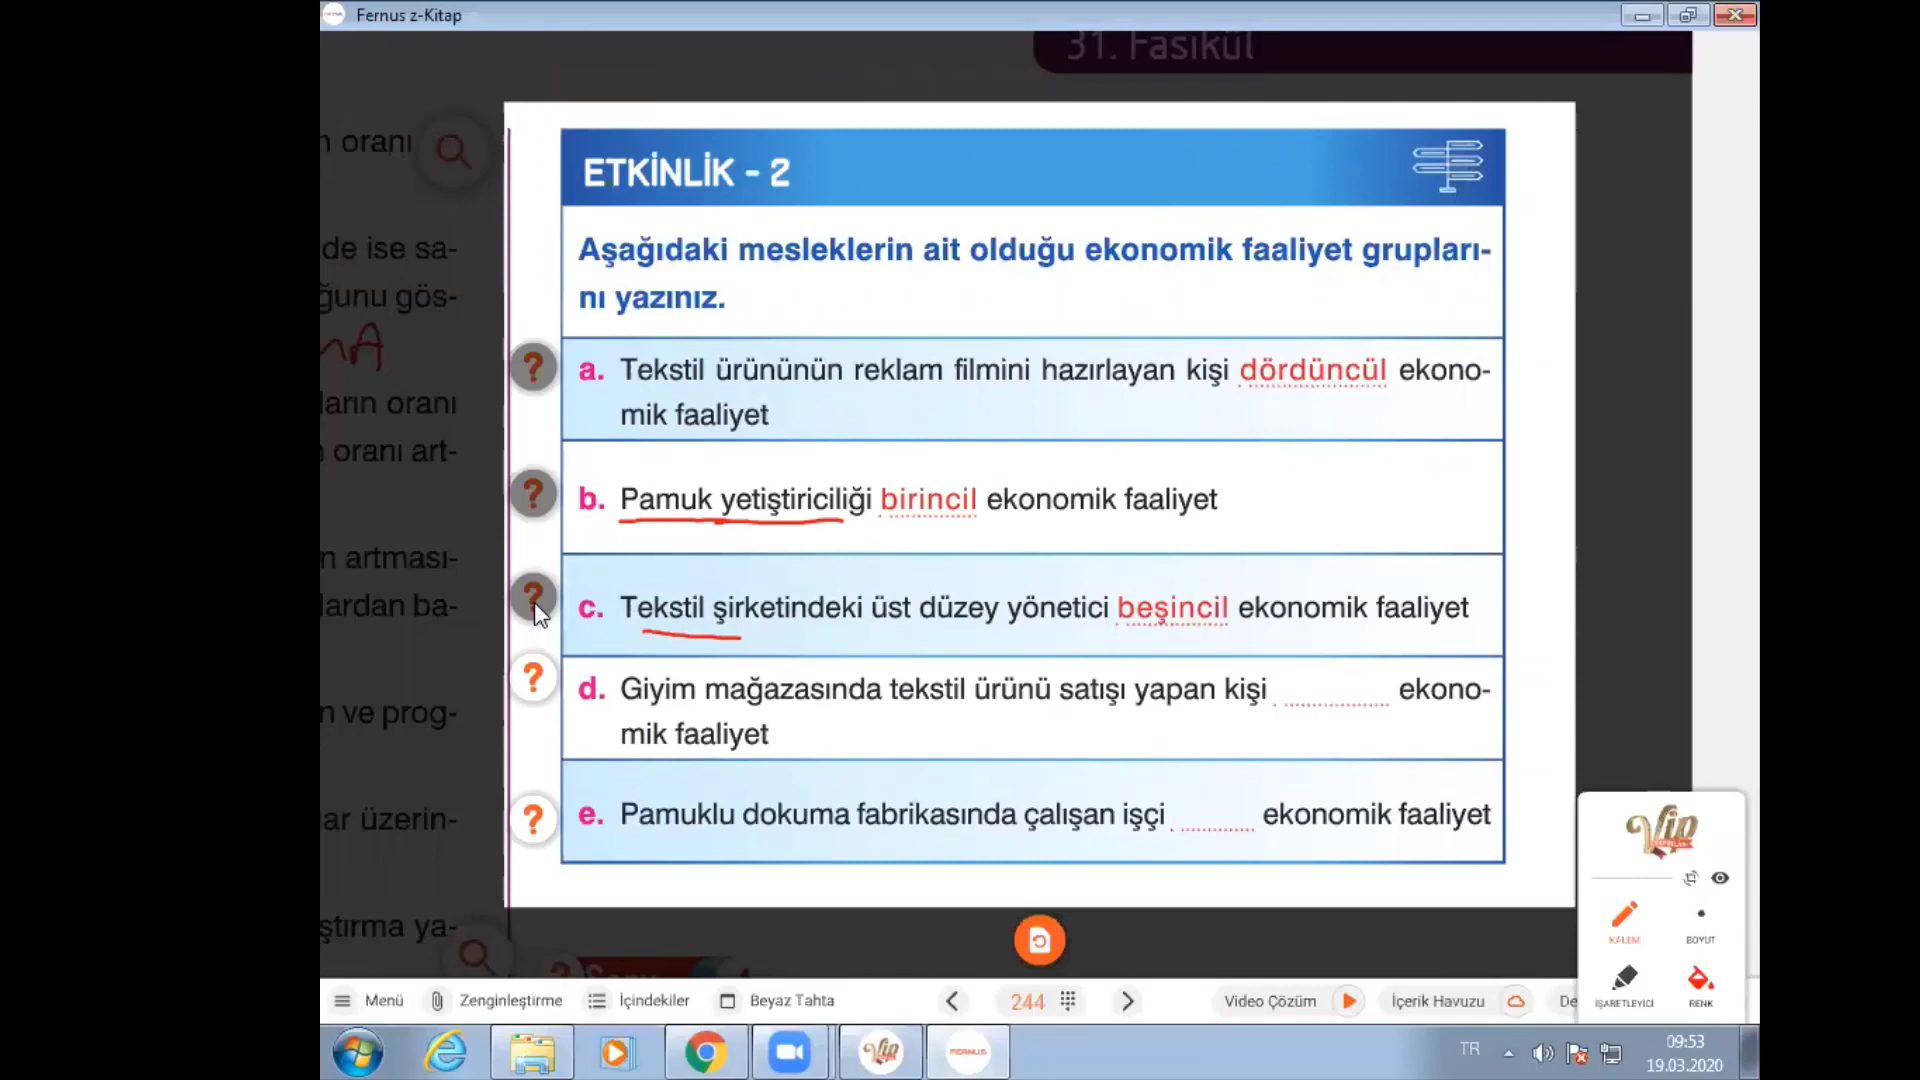 Fernus z-Kitap
31. Fasikül
n oranı
de ise sa-
ğunu gös-
ların oranı
oranı art-
n artması-
lardan ba-
n ve prog-
ar üzerin-
ştırma ya-
ETKİNLİK - 2
Aşağıdaki mesleklerin ait olduğu ekonomik faaliyet grupları-
nı yazınız.
? a. Tekstil ürününün reklam filmini hazırlayan kişi dördüncül ekono-
mik faaliyet
? b. Pamuk yetiştiriciliği birincil ekonomik faaliyet
? c. Tekstil şirketindeki üst düzey yönetici beşincil ekonomik faaliyet
? d. Giyim mağazasında tekstil ürünü satışı yapan kişi .......... ekono-
mik faaliyet
? e. Pamuklu dokuma fabrikasında çalışan işçi .......... ekonomik faaliyet
Vip
KALEM BOYUT
İŞARETLEYİCİ RENK
Menü Zenginleştirme İçindekiler Beyaz Tahta 244 Video Çözüm İçerik Havuzu De
Vip FERNUS TR 09:53
19.03.2020